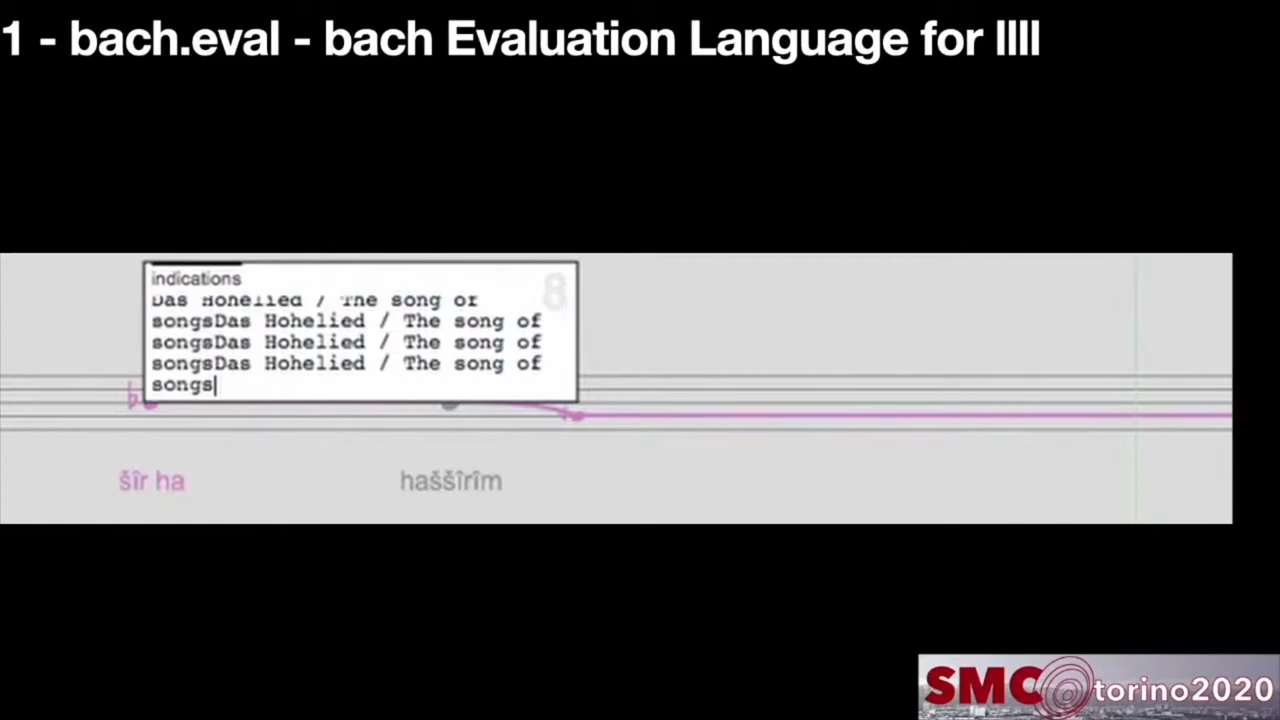 1 - bach.eval - bach Evaluation Language for llll
indications
8
Das Hohelied / The song of
songsDas Hohelied / The song of
songsDas Hohelied / The song of
songsDas Hohelied / The song of
songs
šîr ha
haššîrîm
SMC@torino2020